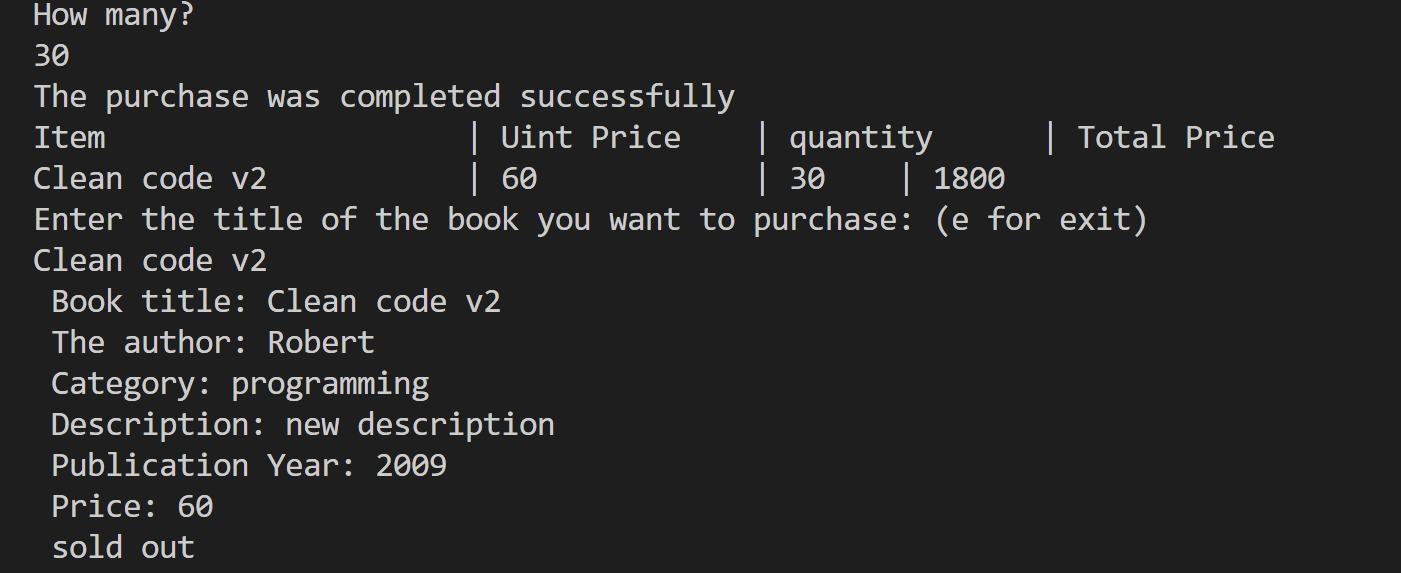 How many?
30
The purchase was completed successfully
Item | Uint Price | quantity | Total Price
Clean code v2 | 60 | 30 | 1800
Enter the title of the book you want to purchase: (e for exit)
Clean code v2
Book title: Clean code v2
The author: Robert
Category: programming
Description: new description
Publication Year: 2009
Price: 60
sold out